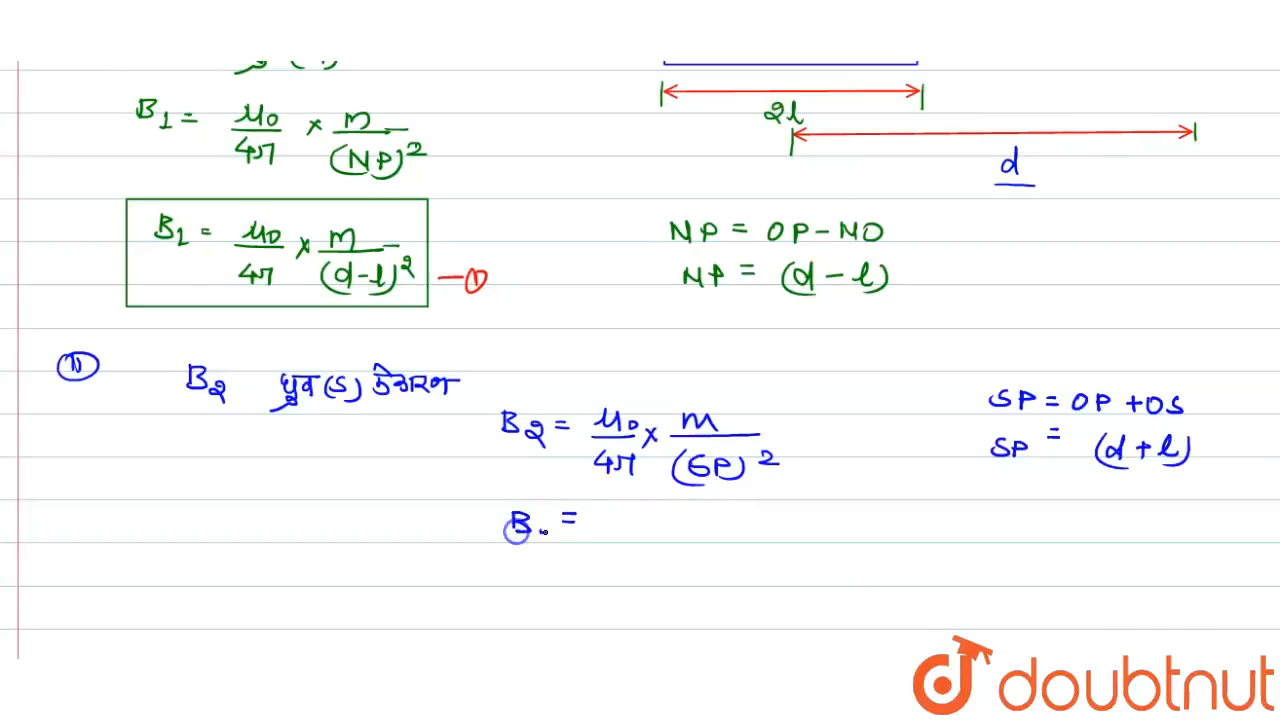 B₁ = μ₀/4π × m/(NP)²
2l
d
B₁ = μ₀/4π × m/(d-l)² —①
NP = OP - NO
NP = (d - l)
B₂ ध्रुव (S) के कारण
B₂ = μ₀/4π × m/(SP)²
SP = OP + OS
SP = (d + l)
B =
doubtnut